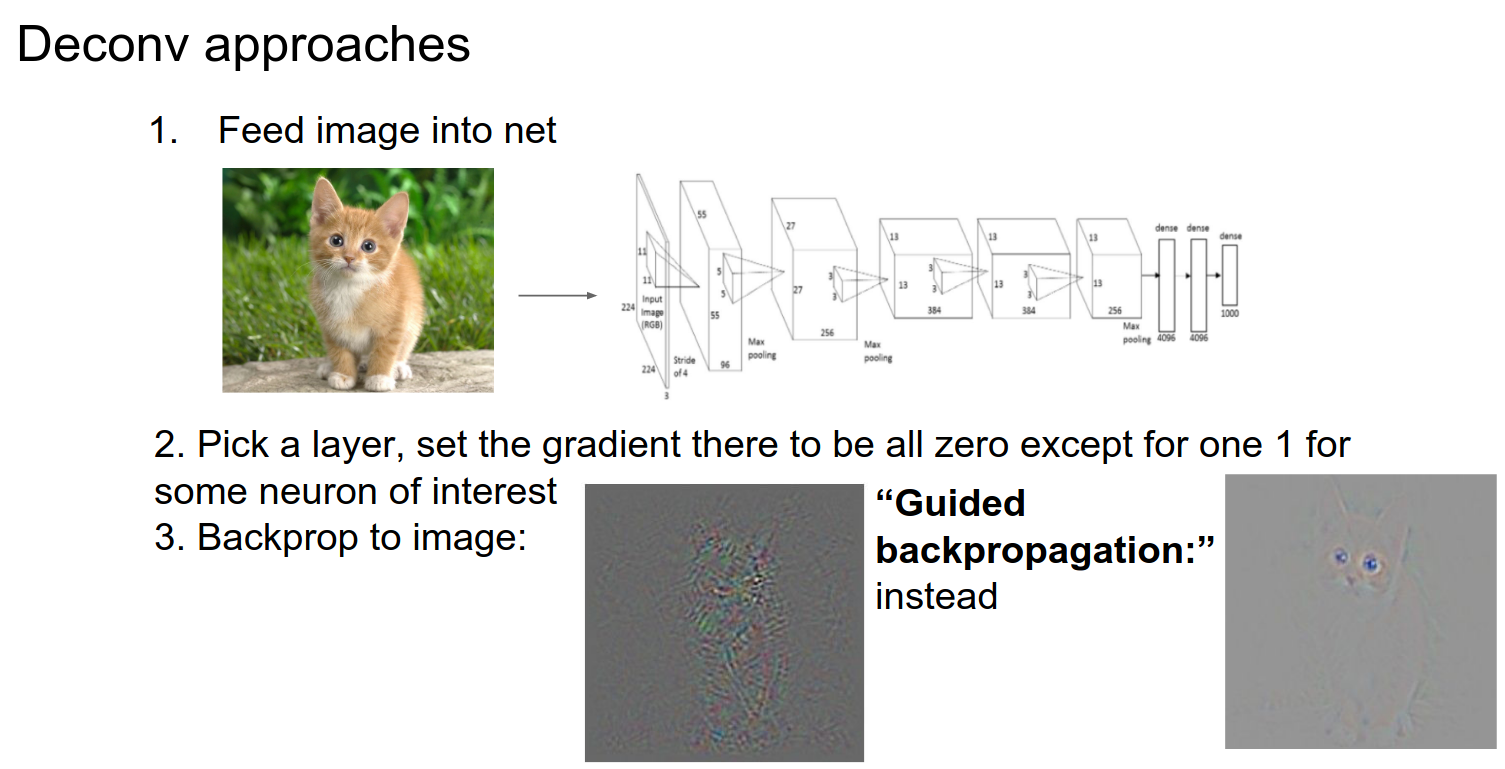 Deconv approaches
1. Feed image into net
11
11
Input
Image
(RGB)
224
224
3
Stride
of 4
55
5
5
55
96
Max
pooling
27
3
3
27
256
Max
pooling
13
3
3
13
384
13
3
3
13
384
13
13
256
Max
pooling
dense
dense
dense
4096
4096
1000
2. Pick a layer, set the gradient there to be all zero except for one 1 for
some neuron of interest
3. Backprop to image:
“Guided
backpropagation:”
instead